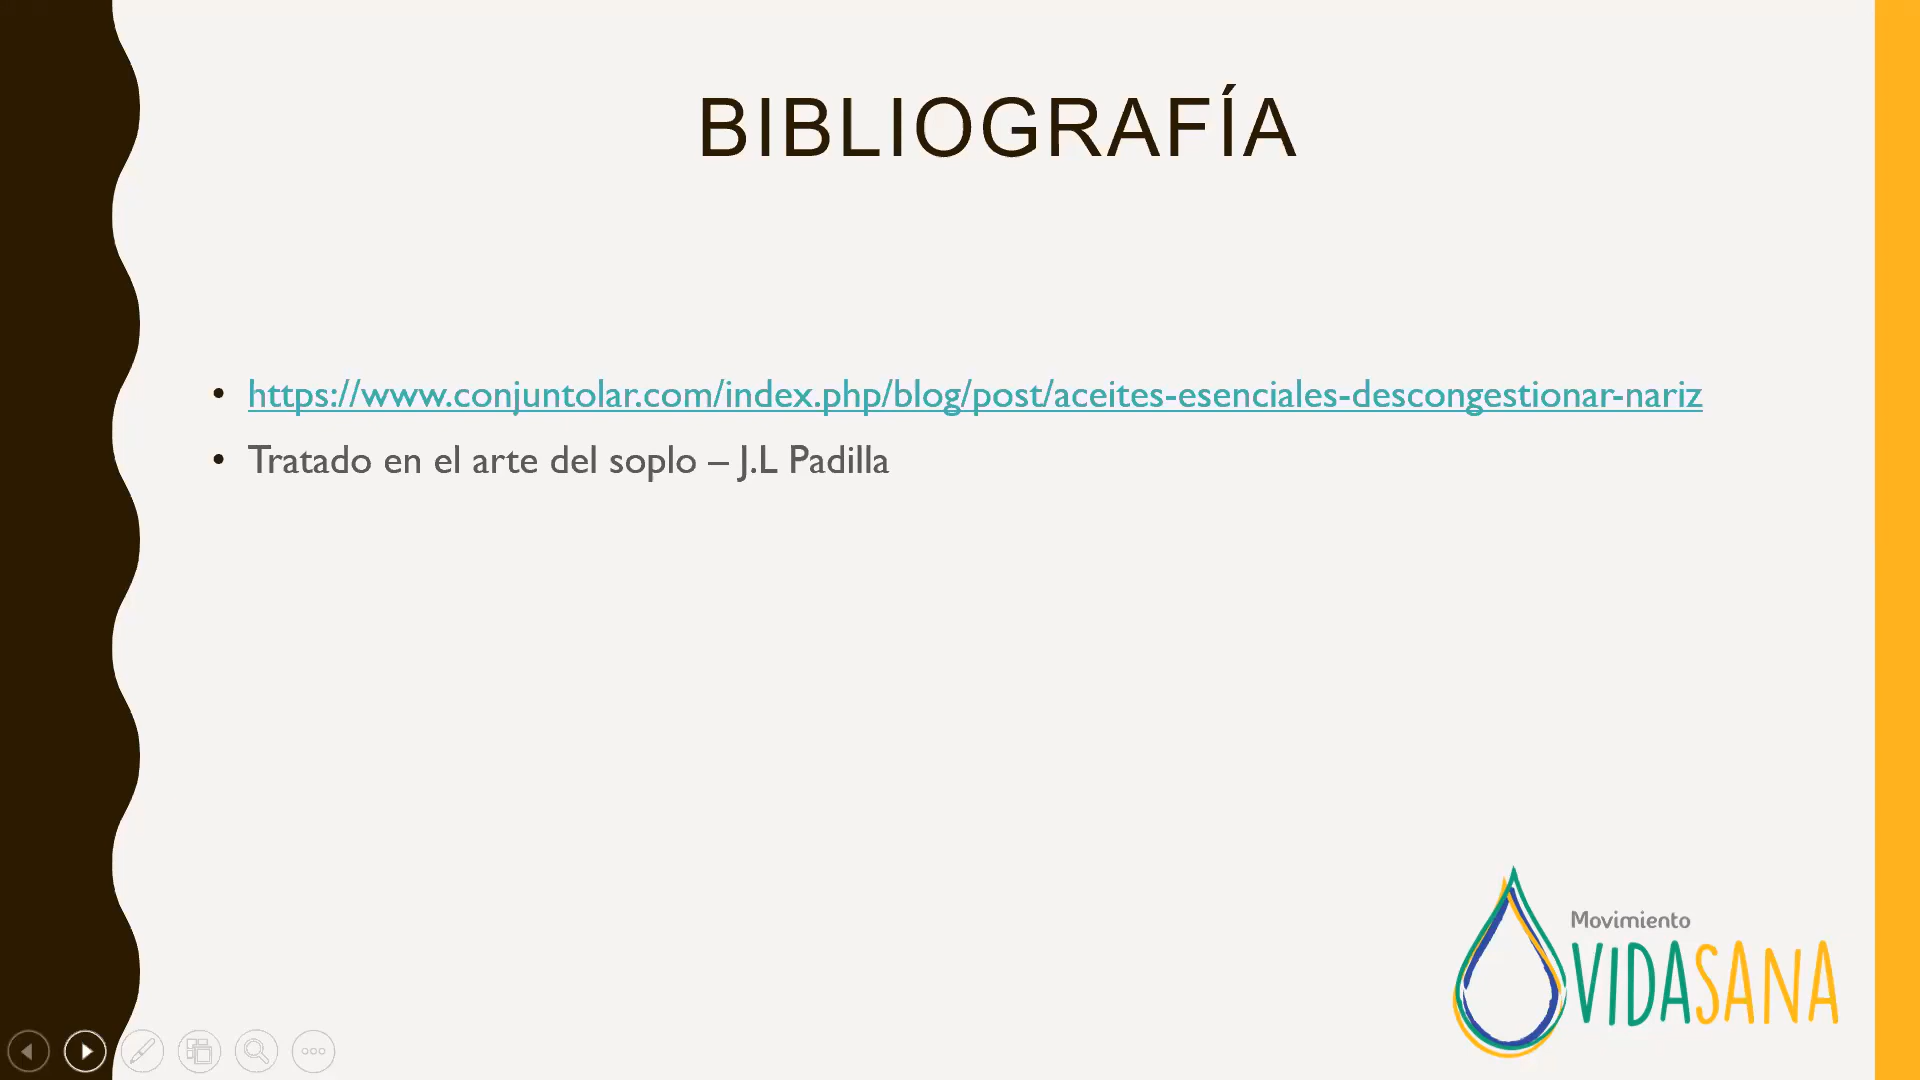 BIBLIOGRAFÍA
• https://www.conjuntolar.com/index.php/blog/post/aceites-esenciales-descongestionar-nariz
• Tratado en el arte del soplo – J.L Padilla
Movimiento
VIDASANA